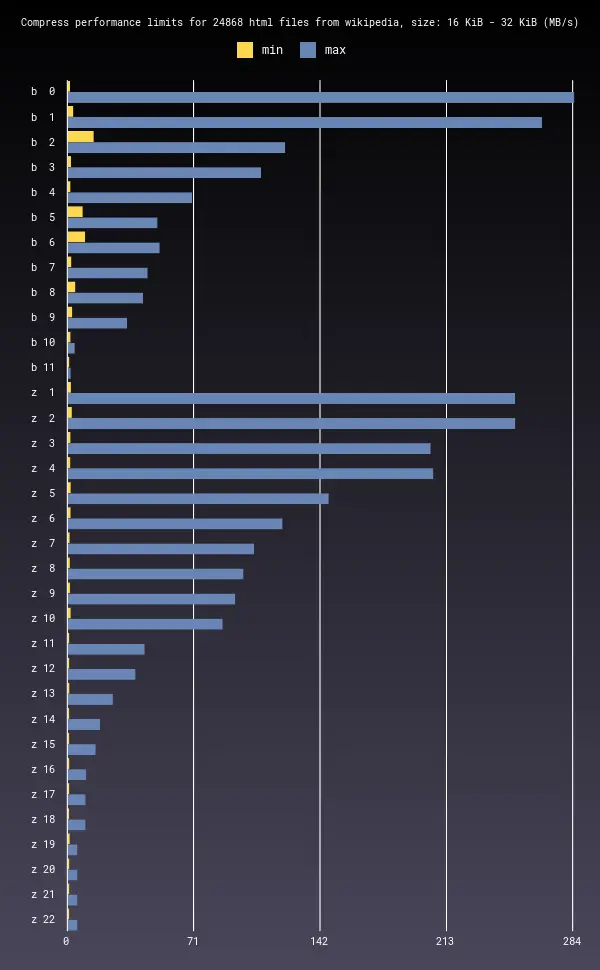 Compress performance limits for 24868 html files from wikipedia, size: 16 KiB - 32 KiB (MB/s)
min max
b 0
b 1
b 2
b 3
b 4
b 5
b 6
b 7
b 8
b 9
b 10
b 11
z 1
z 2
z 3
z 4
z 5
z 6
z 7
z 8
z 9
z 10
z 11
z 12
z 13
z 14
z 15
z 16
z 17
z 18
z 19
z 20
z 21
z 22
0 71 142 213 284